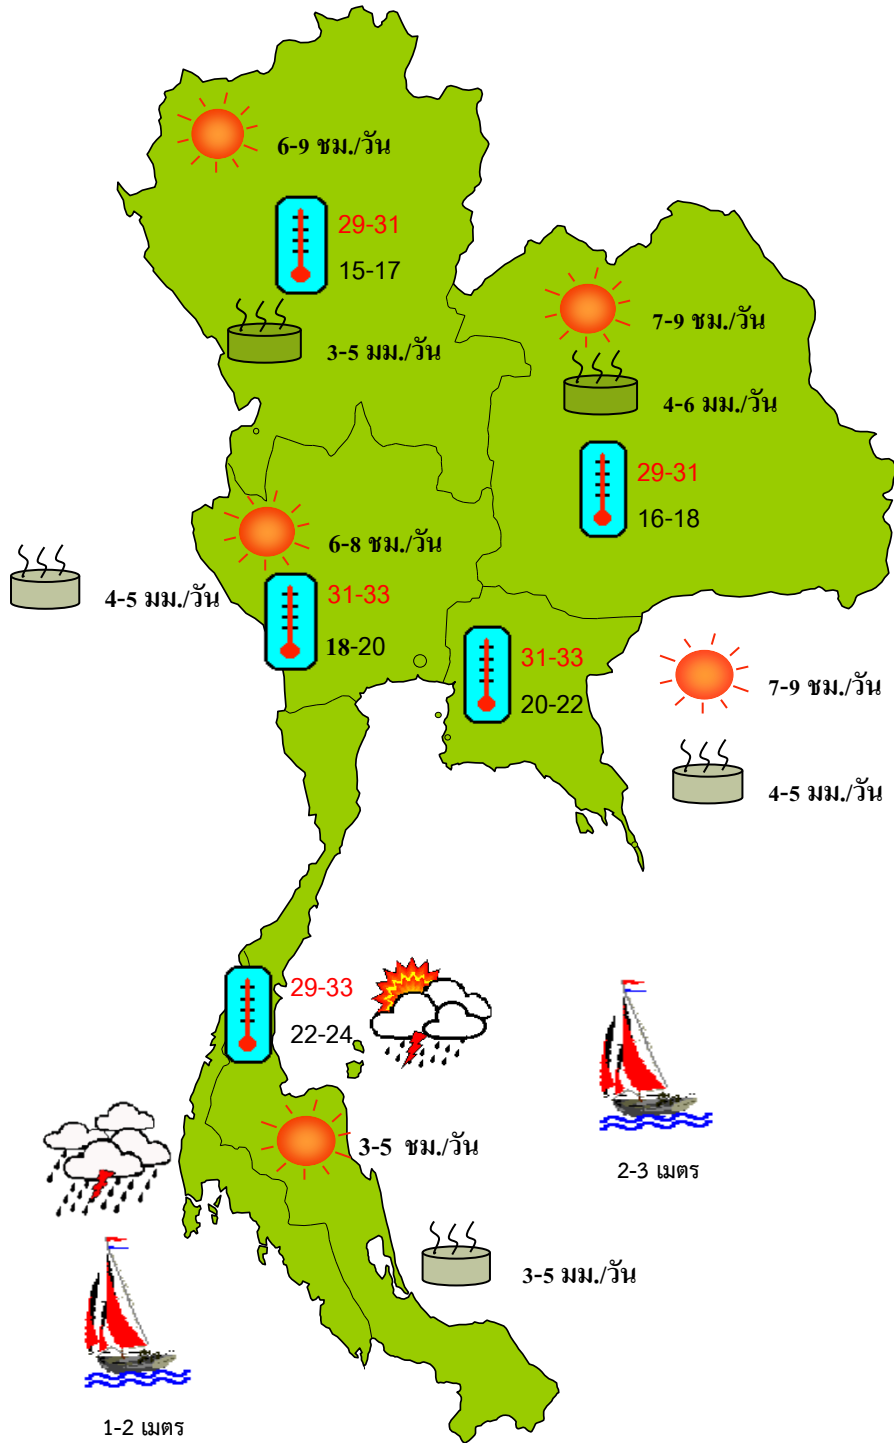 6-9 ชม./วัน
29-31
15-17
3-5 มม./วัน
7-9 ชม./วัน
4-6 มม./วัน
29-31
16-18
6-8 ชม./วัน
4-5 มม./วัน
31-33
18-20
31-33
20-22
7-9 ชม./วัน
4-5 มม./วัน
29-33
22-24
3-5 ชม./วัน
2-3 เมตร
3-5 มม./วัน
1-2 เมตร